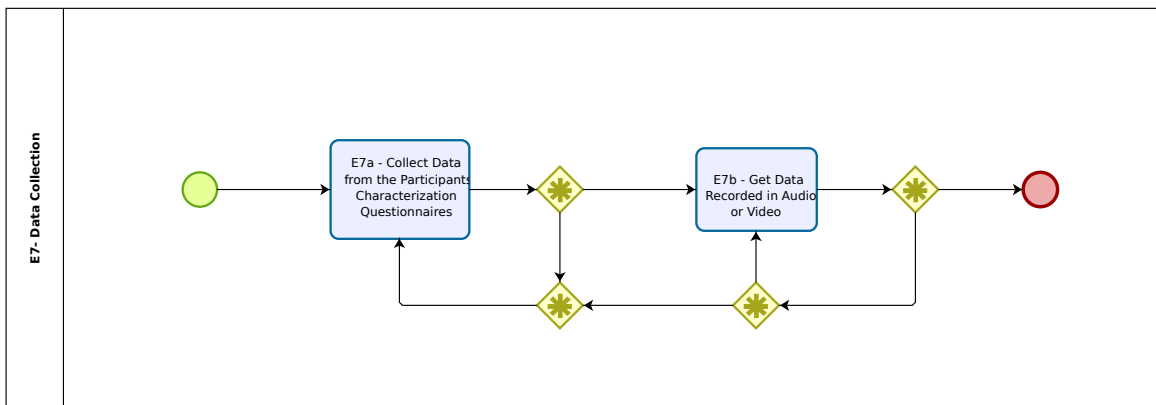 E7- Data Collection
E7a - Collect Data
from the Participants
Characterization
Questionnaires
E7b - Get Data
Recorded in Audio
or Video